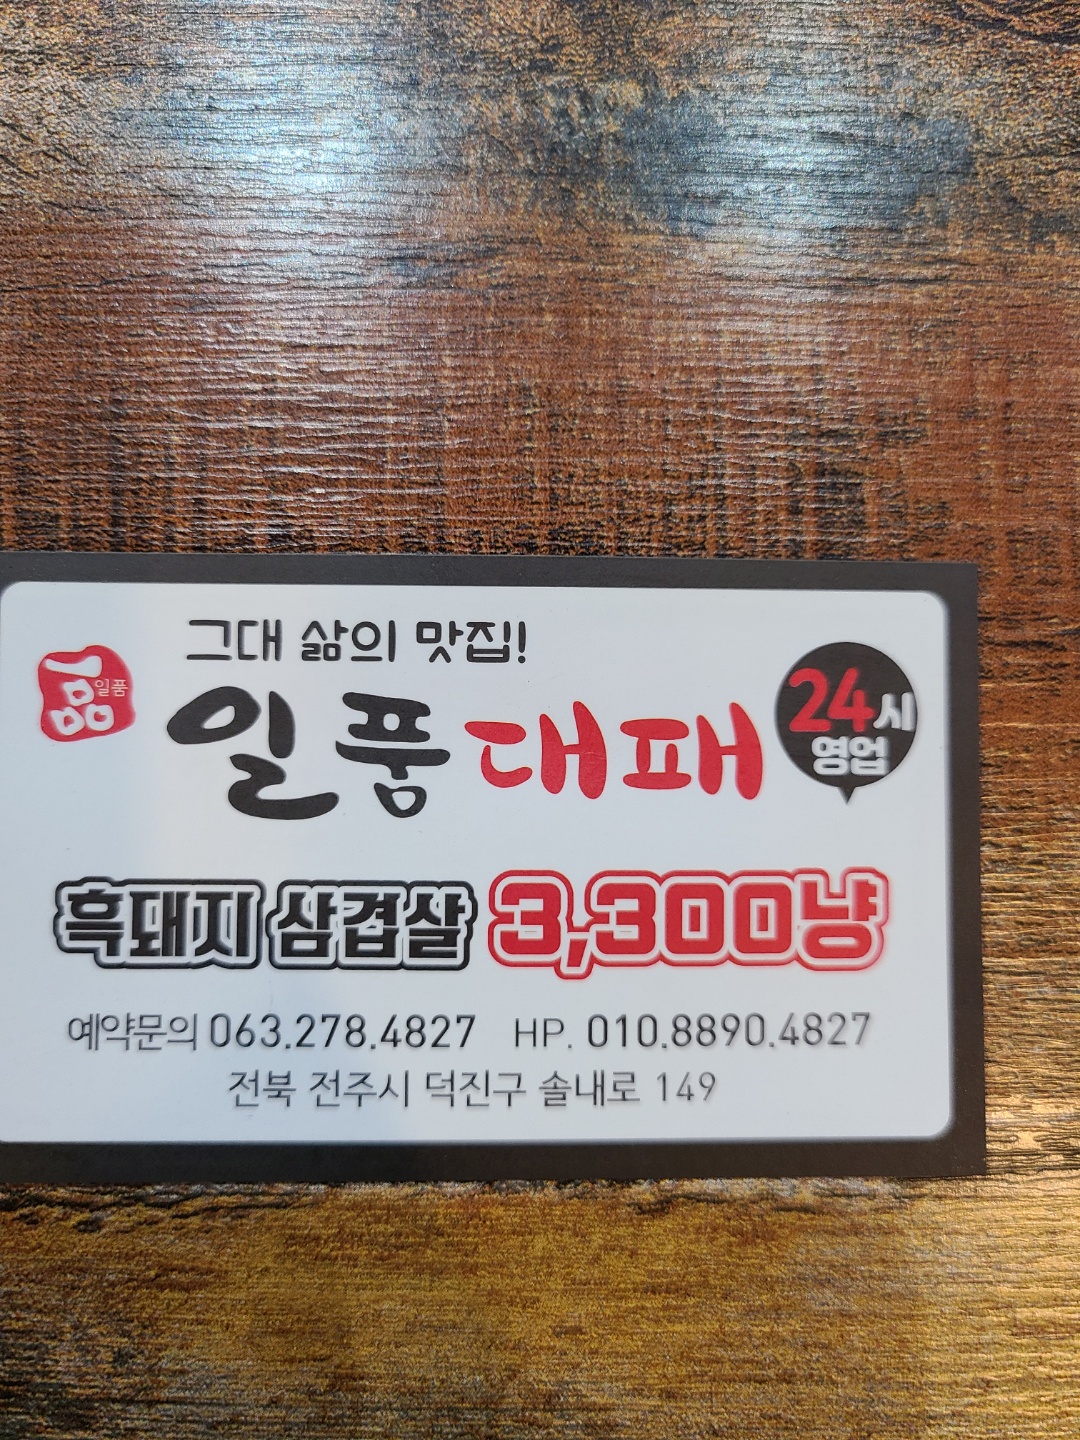 그대 삶의 맛집!
一品 일품
일품대패
24시
영업
흑돼지 삼겹살 3,300냥
예약문의 063.278.4827 HP. 010.8890.4827
전북 전주시 덕진구 솔내로 149